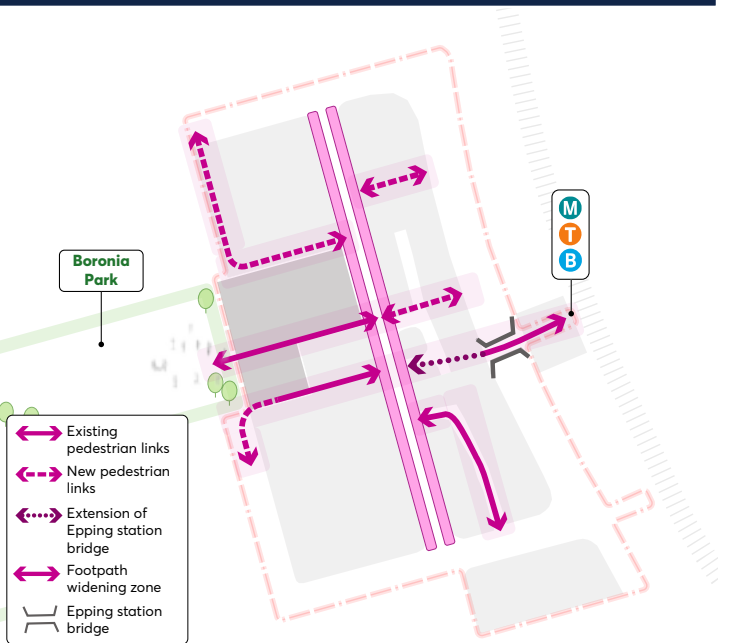 Boronia
Park
M
T
B
Existing
pedestrian links
New pedestrian
links
Extension of
Epping station
bridge
Footpath
widening zone
Epping station
bridge